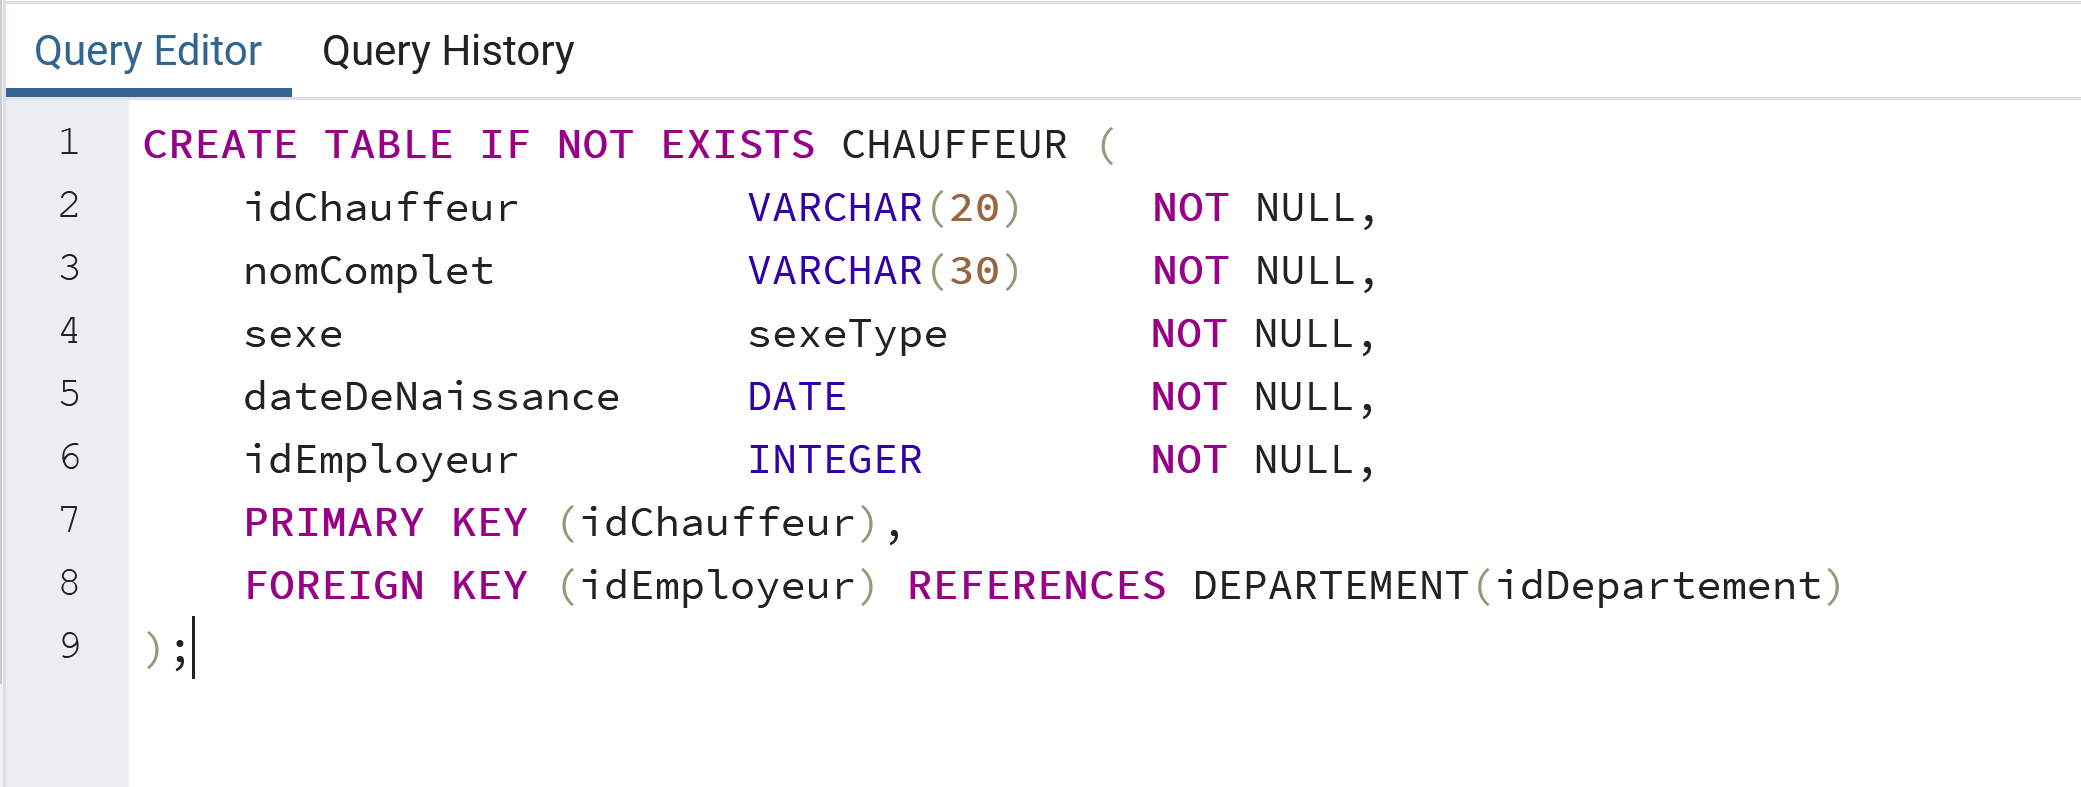 Query Editor Query History
1 CREATE TABLE IF NOT EXISTS CHAUFFEUR (
2 idChauffeur VARCHAR(20) NOT NULL,
3 nomComplet VARCHAR(30) NOT NULL,
4 sexe sexeType NOT NULL,
5 dateDeNaissance DATE NOT NULL,
6 idEmployeur INTEGER NOT NULL,
7 PRIMARY KEY (idChauffeur),
8 FOREIGN KEY (idEmployeur) REFERENCES DEPARTEMENT(idDepartement)
9 );